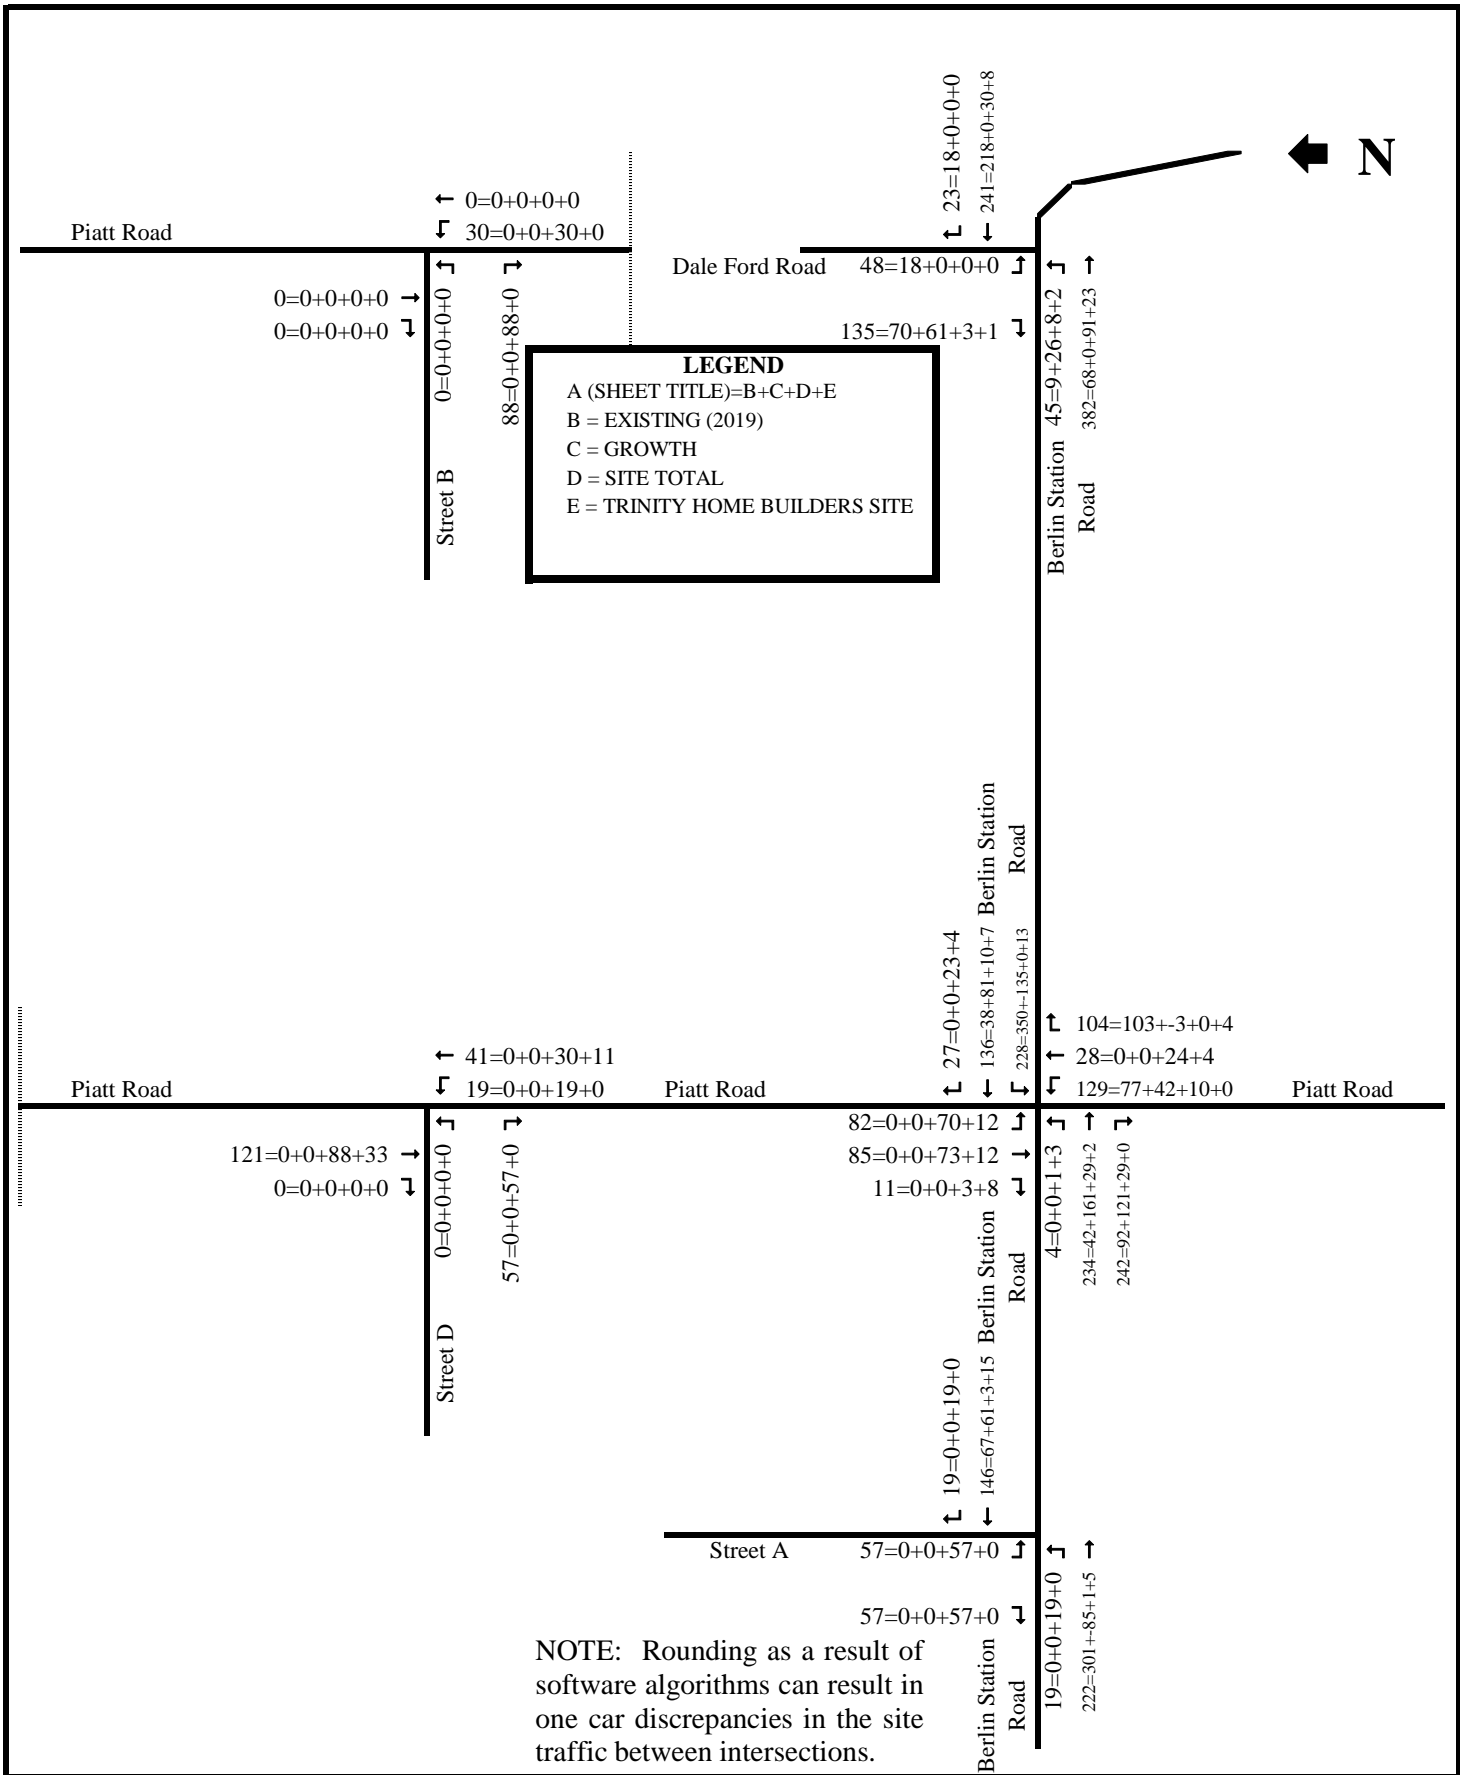 23=18+0+0+0
241=218+0+30+8
N
0=0+0+0+0
30=0+0+30+0
Piatt Road
Dale Ford Road
48=18+0+0+0
0=0+0+0+0
0=0+0+0+0
0=0+0+0+0
88=0+0+88+0
135=70+61+3+1
45=9+26+8+2
382=68+0+91+23
LEGEND
A (SHEET TITLE)=B+C+D+E
B = EXISTING (2019)
C = GROWTH
D = SITE TOTAL
E = TRINITY HOME BUILDERS SITE
Street B
Berlin Station
Road
Berlin Station
Road
27=0+0+23+4
136=38+81+10+7
228=350+-135+0+13
104=103+-3+0+4
41=0+0+30+11
28=0+0+24+4
Piatt Road
19=0+0+19+0
Piatt Road
129=77+42+10+0
Piatt Road
82=0+0+70+12
121=0+0+88+33
85=0+0+73+12
0=0+0+0+0
11=0+0+3+8
0=0+0+0+0
57=0+0+57+0
4=0+0+1+3
234=42+161+29+2
242=92+121+29+0
Berlin Station
Road
Street D
19=0+0+19+0
146=67+61+3+15
Street A
57=0+0+57+0
57=0+0+57+0
19=0+0+19+0
222=301+-85+1+5
Berlin Station
Road
NOTE: Rounding as a result of
software algorithms can result in
one car discrepancies in the site
traffic between intersections.